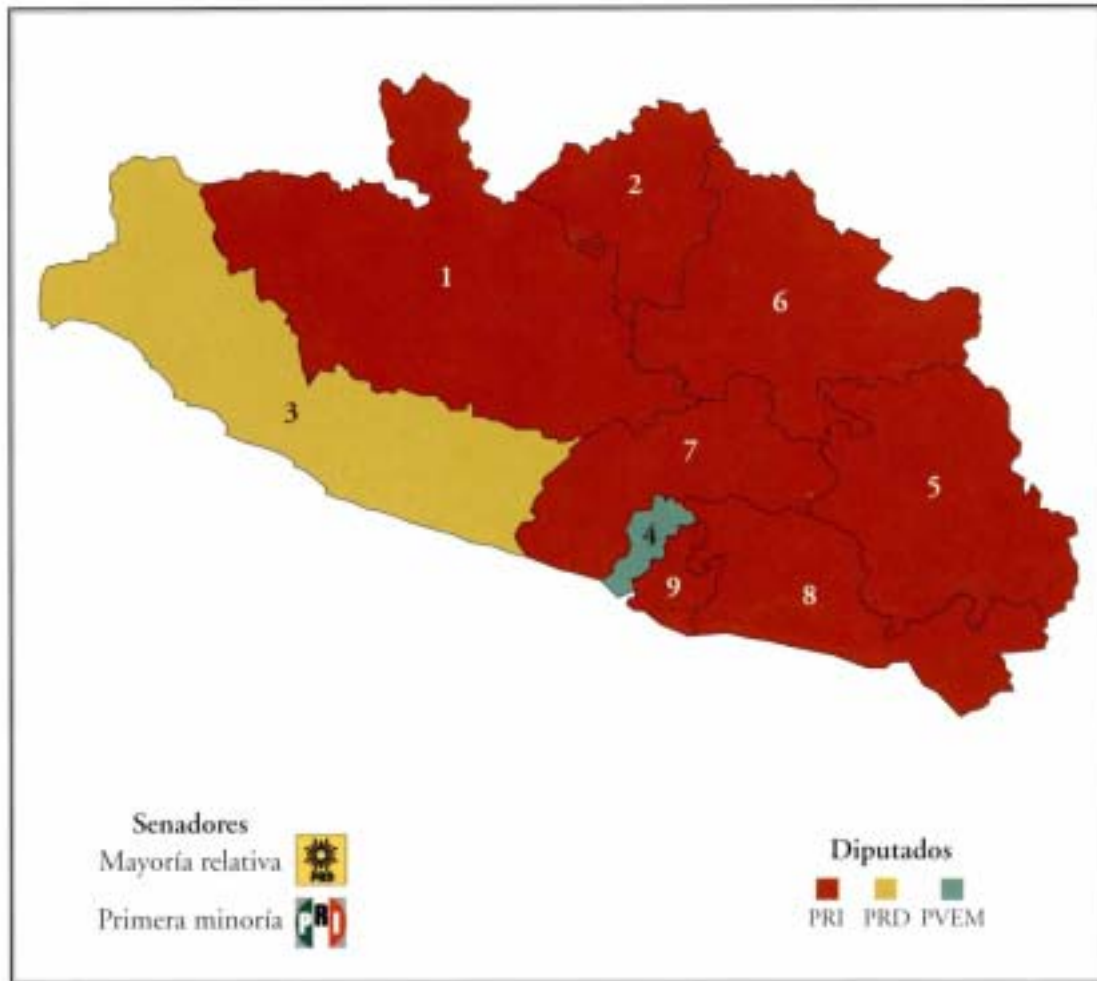 2
1
6
3
7
5
4
9
8
Senadores
Mayoría relativa
PRD
Primera minoría
PRI
Diputados
PRI PRD PVEM